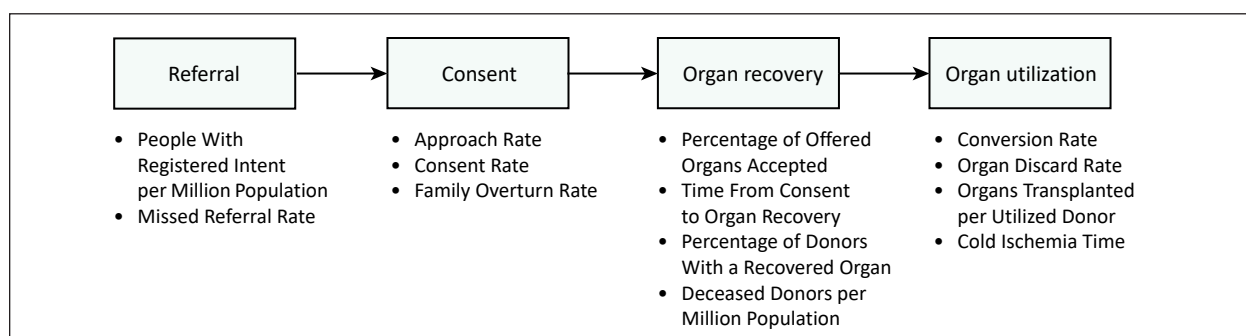 Referral
Consent
Organ recovery
Organ utilization
• People With
Registered Intent
per Million Population
• Missed Referral Rate
• Approach Rate
• Consent Rate
• Family Overturn Rate
• Percentage of Offered
Organs Accepted
• Time From Consent
to Organ Recovery
• Percentage of Donors
With a Recovered Organ
• Deceased Donors per
Million Population
• Conversion Rate
• Organ Discard Rate
• Organs Transplanted
per Utilized Donor
• Cold Ischemia Time